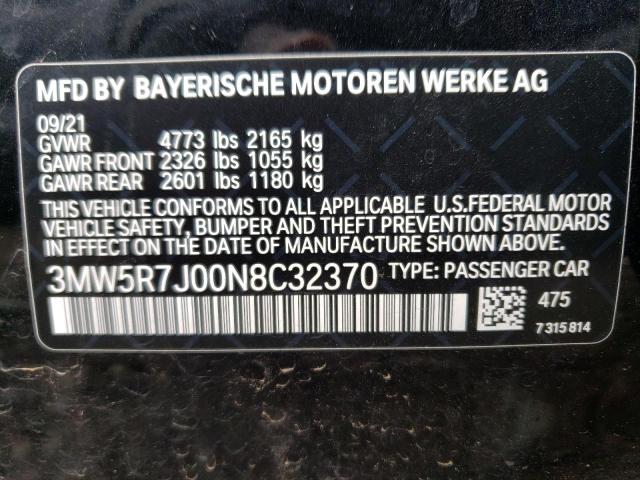 MFD BY BAYERISCHE MOTOREN WERKE AG
09/21
GVWR 4773 lbs 2165 kg
GAWR FRONT 2326 lbs 1055 kg
GAWR REAR 2601 lbs 1180 kg
THIS VEHICLE CONFORMS TO ALL APPLICABLE U.S.FEDERAL MOTOR
VEHICLE SAFETY, BUMPER AND THEFT PREVENTION STANDARDS
IN EFFECT ON THE DATE OF MANUFACTURE SHOWN ABOVE.
3MW5R7J00N8C32370 TYPE: PASSENGER CAR
475
7 315 814